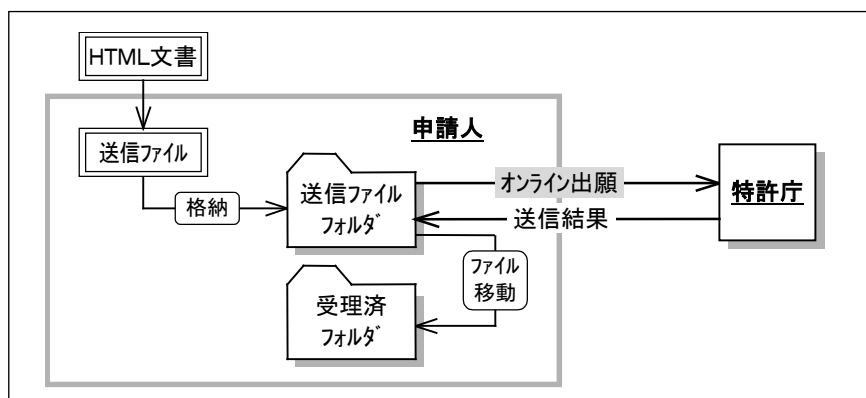 HTML文書
申請人
送信ファイル
格納
送信ファイル
フォルダ
オンライン出願
送信結果
特許庁
ファイル
移動
受理済
フォルダ